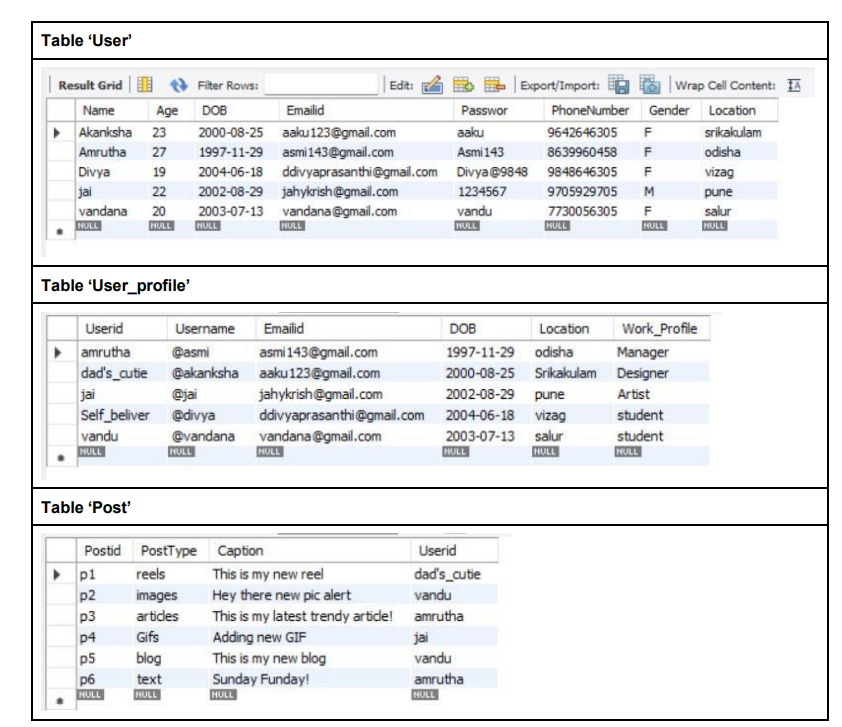 Table ‘User’
Result Grid Filter Rows: Edit: Export/Import: Wrap Cell Content:
Name Age DOB Emailid Passwor PhoneNumber Gender Location
Akanksha 23 2000-08-25 aaku123@gmail.com aaku 9642646305 F srikakulam
Amrutha 27 1997-11-29 asmi143@gmail.com Asmi143 8639960458 F odisha
Divya 19 2004-06-18 ddivyaprasanthi@gmail.com Divya@9848 9848646305 F vizag
jai 22 2002-08-29 jahykrish@gmail.com 1234567 9705929705 M pune
vandana 20 2003-07-13 vandana@gmail.com vandu 7730056305 F salur
NULL NULL NULL NULL NULL NULL NULL NULL
Table ‘User_profile’
Userid Username Emailid DOB Location Work_Profile
amrutha @asmi asmi143@gmail.com 1997-11-29 odisha Manager
dad's_cutie @akanksha aaku123@gmail.com 2000-08-25 Srikakulam Designer
jai @jai jahykrish@gmail.com 2002-08-29 pune Artist
Self_beliver @divya ddivyaprasanthi@gmail.com 2004-06-18 vizag student
vandu @vandana vandana@gmail.com 2003-07-13 salur student
NULL NULL NULL NULL NULL NULL
Table ‘Post’
Postid PostType Caption Userid
p1 reels This is my new reel dad's_cutie
p2 images Hey there new pic alert vandu
p3 articles This is my latest trendy article! amrutha
p4 Gifs Adding new GIF jai
p5 blog This is my new blog vandu
p6 text Sunday Funday! amrutha
NULL NULL NULL NULL